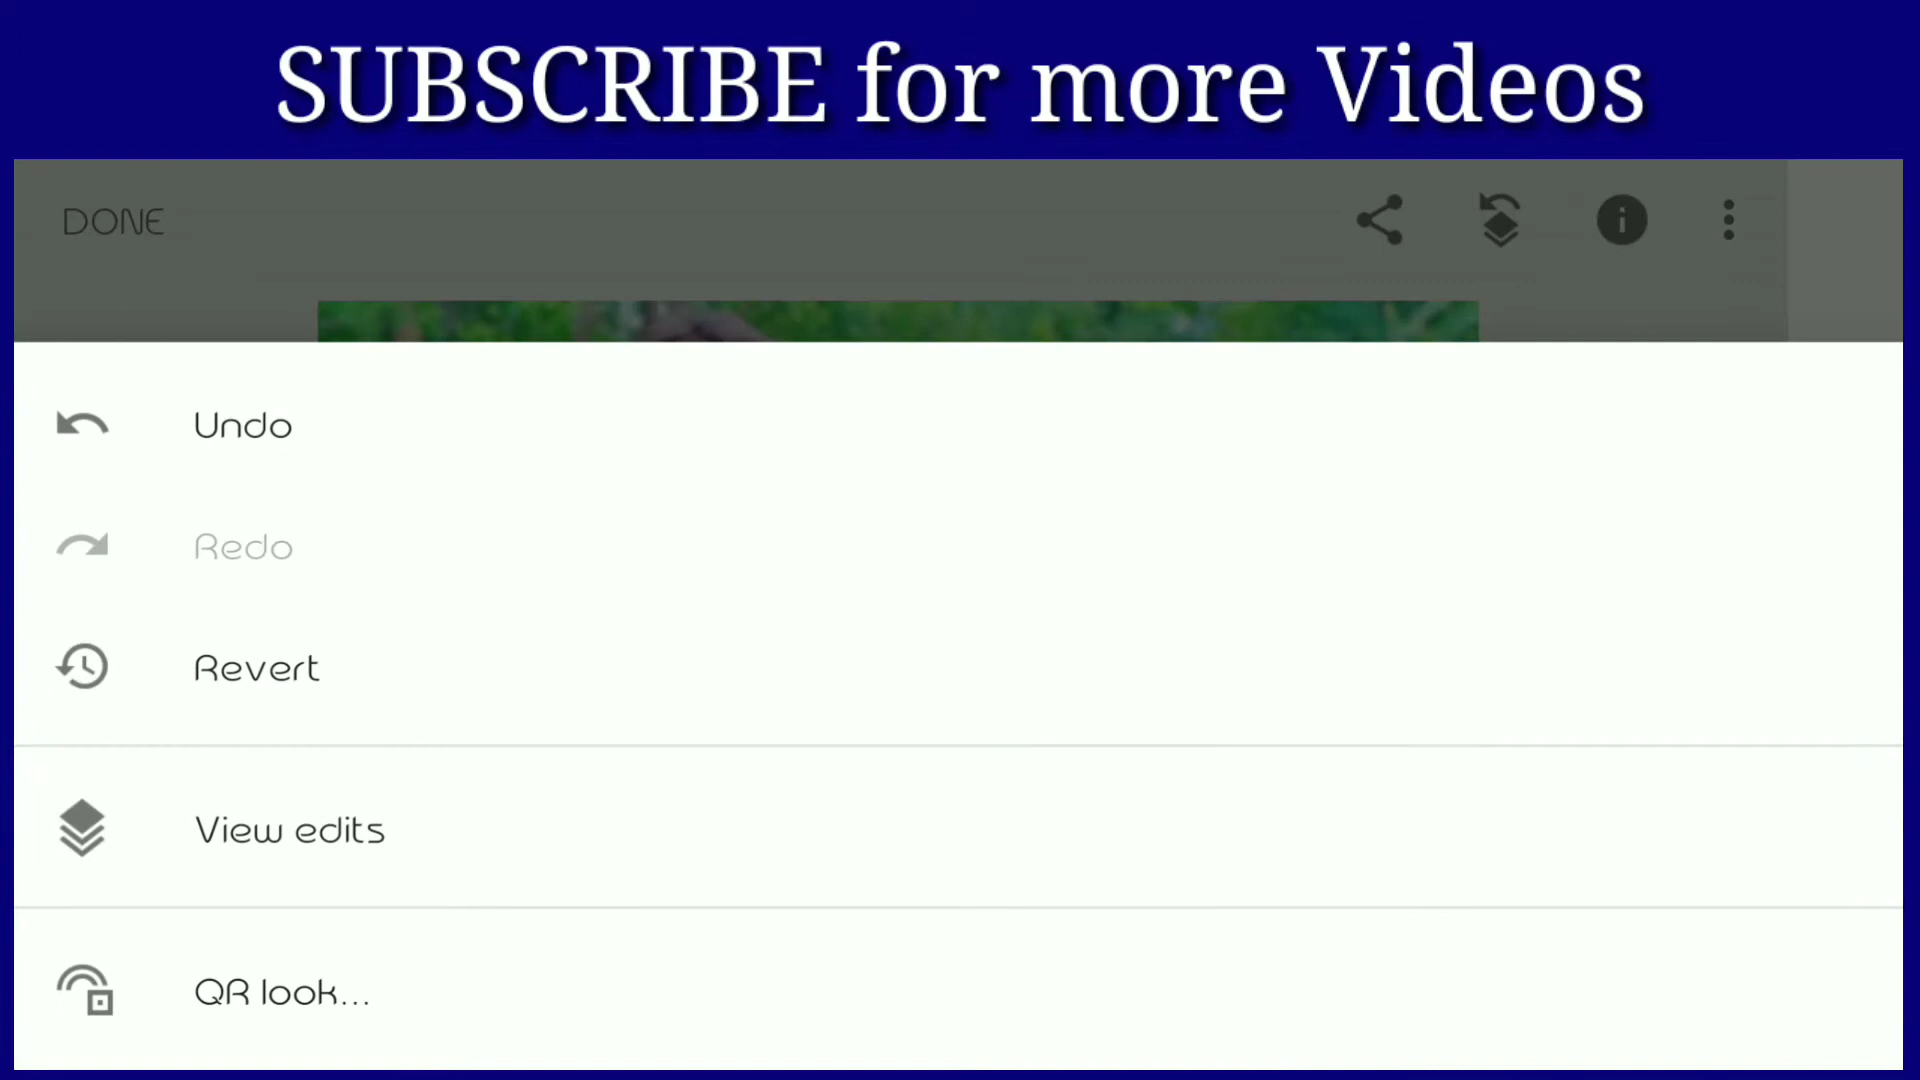 SUBSCRIBE for more Videos
DONE
Undo
Redo
Revert
View edits
QR look...